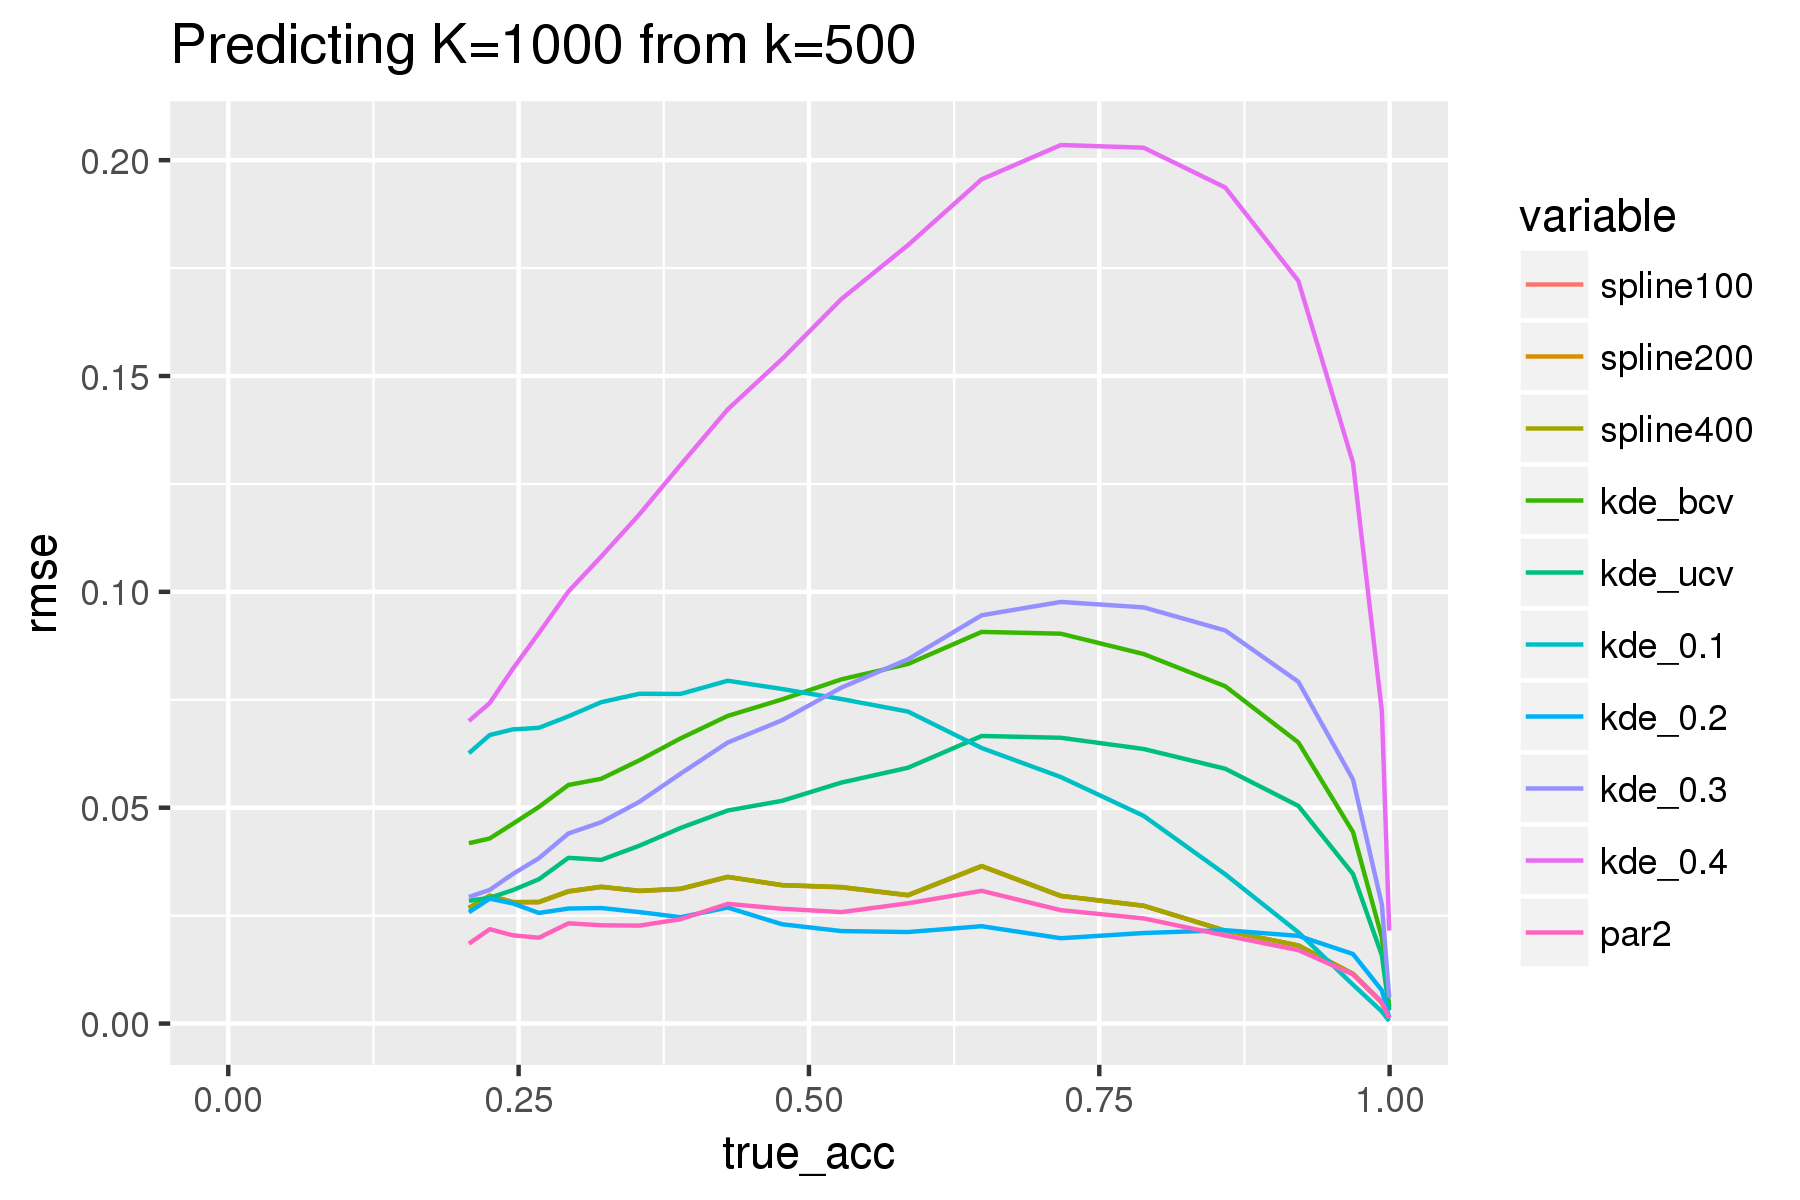 Predicting K=1000 from k=500
0.20
0.15
0.10
0.05
0.00
rmse
0.00 0.25 0.50 0.75 1.00
true_acc
variable
spline100
spline200
spline400
kde_bcv
kde_ucv
kde_0.1
kde_0.2
kde_0.3
kde_0.4
par2